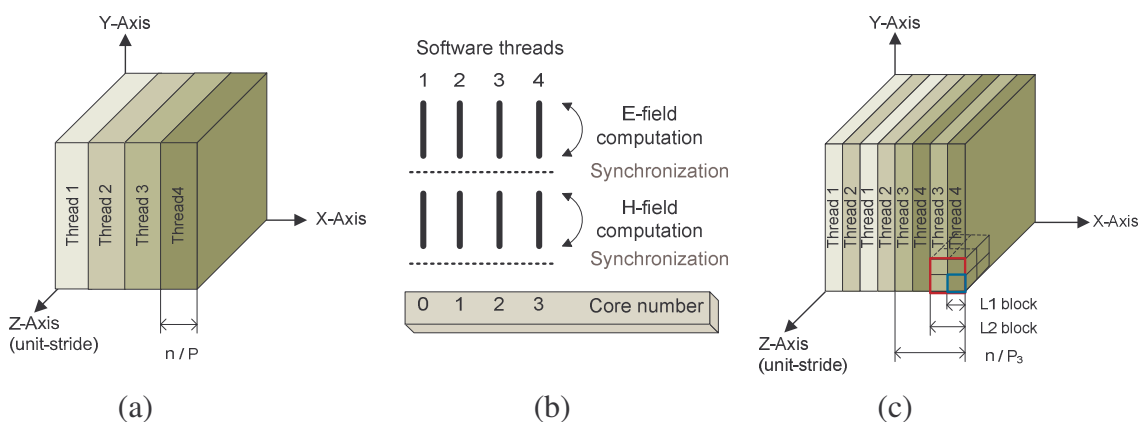 Y-Axis
Thread 1
Thread 2
Thread 3
Thread4
X-Axis
Z-Axis
(unit-stride)
n / P
(a)
Software threads
1 2 3 4
E-field
computation
Synchronization
H-field
computation
Synchronization
0 1 2 3 Core number
(b)
Y-Axis
Thread 1
Thread 2
Thread 1
Thread 2
Thread 3
Thread 4
Thread 3
Thread 4
X-Axis
L1 block
L2 block
Z-Axis
(unit-stride)
n / P₃
(c)